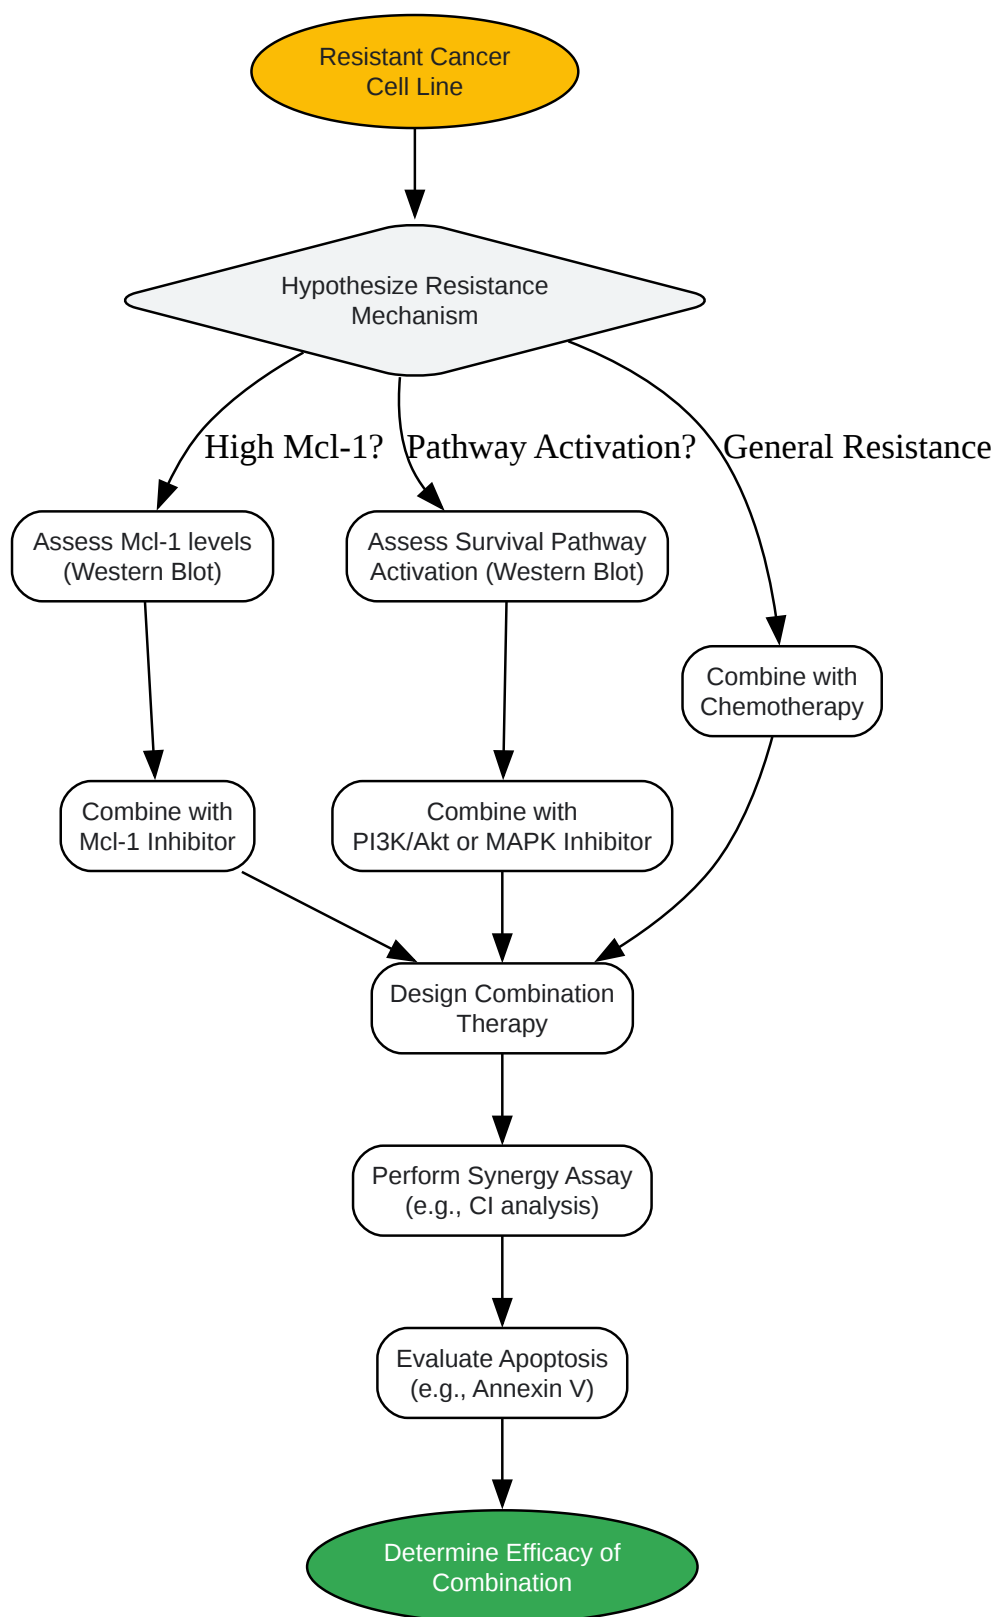 Resistant Cancer
Cell Line
Hypothesize Resistance
Mechanism
High Mcl-1?
Pathway Activation?
General Resistance
Assess Mcl-1 levels
(Western Blot)
Assess Survival Pathway
Activation (Western Blot)
Combine with
Chemotherapy
Combine with
Mcl-1 Inhibitor
Combine with
PI3K/Akt or MAPK Inhibitor
Design Combination
Therapy
Perform Synergy Assay
(e.g., CI analysis)
Evaluate Apoptosis
(e.g., Annexin V)
Determine Efficacy of
Combination